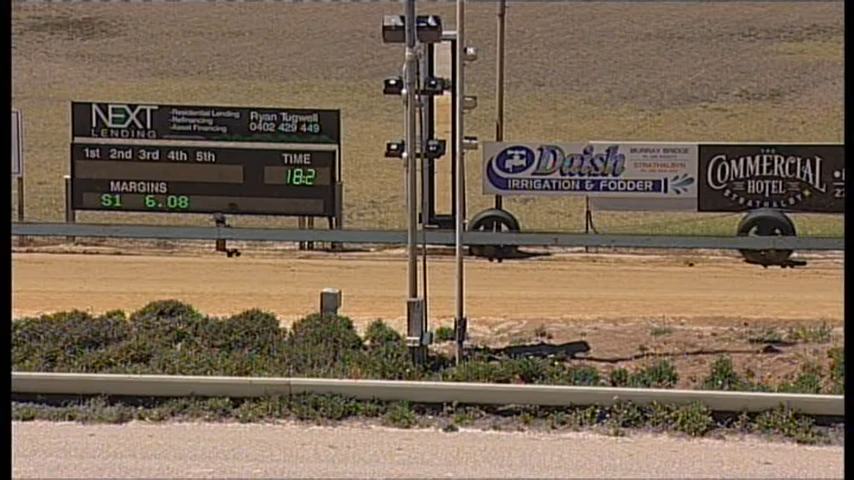 NEXT
LENDING
-Residential Lending
-Refinancing
-Asset Financing
Ryan Tugwell
0402 429 449
1st 2nd 3rd 4th 5th
TIME
18:2
MARGINS
S1 6.08
Daish
IRRIGATION & FODDER
MURRAY BRIDGE
STRATHALBYN
THE
COMMERCIAL
HOTEL
STRATHALBYN